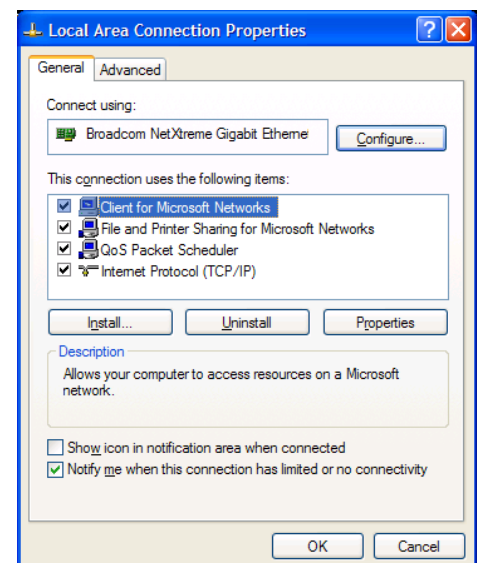 Local Area Connection Properties
General Advanced
Connect using:
Broadcom NetXtreme Gigabit Etherne
Configure...
This connection uses the following items:
Client for Microsoft Networks
File and Printer Sharing for Microsoft Networks
QoS Packet Scheduler
Internet Protocol (TCP/IP)
Install... Uninstall Properties
Description
Allows your computer to access resources on a Microsoft
network.
Show icon in notification area when connected
Notify me when this connection has limited or no connectivity
OK Cancel